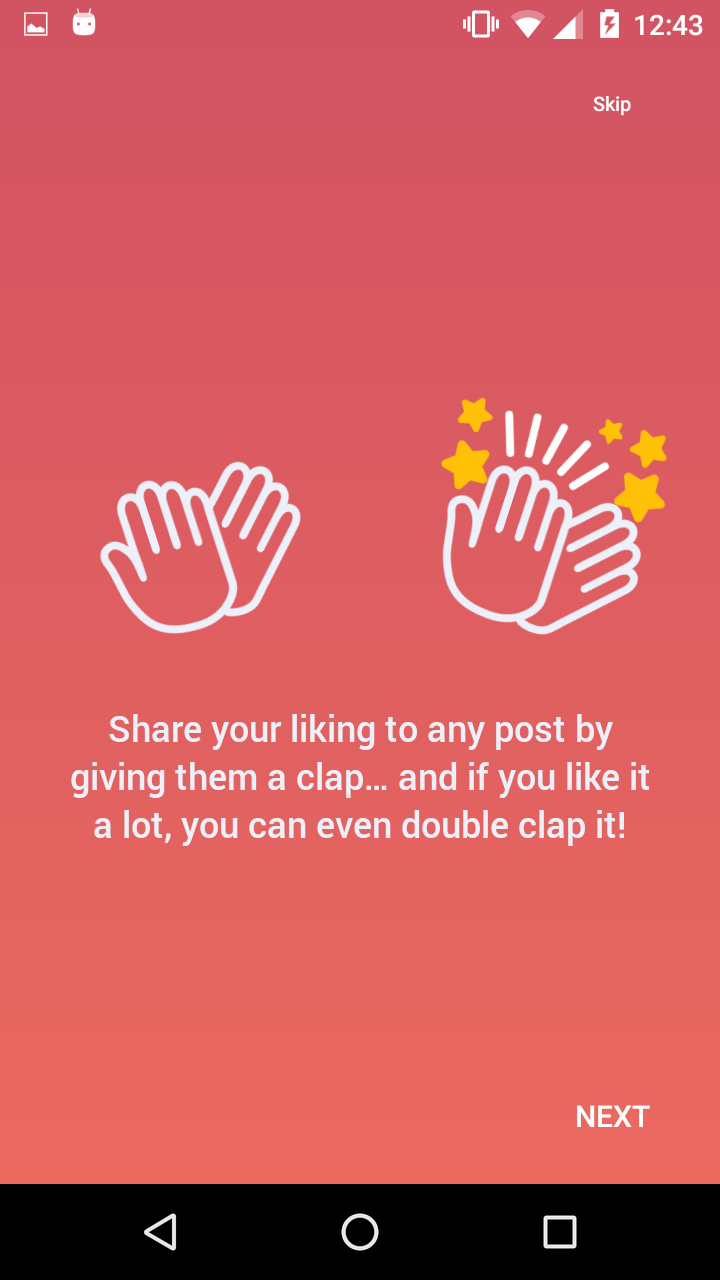 12:43
Skip
Share your liking to any post by
giving them a clap… and if you like it
a lot, you can even double clap it!
NEXT